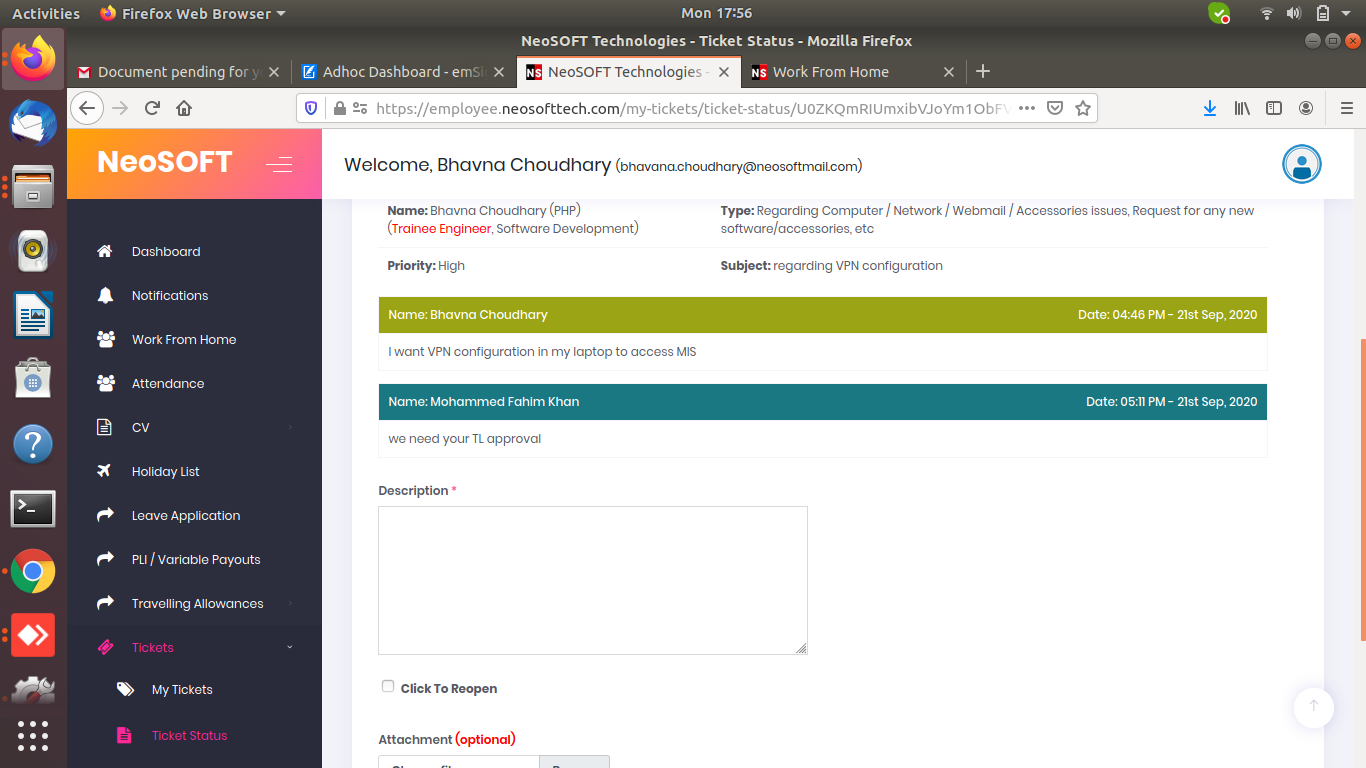 Activities Firefox Web Browser Mon 17:56
NeoSOFT Technologies - Ticket Status - Mozilla Firefox
Document pending for y Adhoc Dashboard - emSi NeoSOFT Technologies - Work From Home
https://employee.neosofttech.com/my-tickets/ticket-status/U0ZKQmRIUmxibVJoYm1ObFV
NeoSOFT
Welcome, Bhavna Choudhary (bhavana.choudhary@neosoftmail.com)
Name: Bhavna Choudhary (PHP)
(Trainee Engineer, Software Development)
Type: Regarding Computer / Network / Webmail / Accessories issues, Request for any new
software/accessories, etc
Priority: High
Subject: regarding VPN configuration
Name: Bhavna Choudhary Date: 04:46 PM - 21st Sep, 2020
I want VPN configuration in my laptop to access MIS
Name: Mohammed Fahim Khan Date: 05:11 PM - 21st Sep, 2020
we need your TL approval
Description *
Click To Reopen
Attachment (optional)
Dashboard
Notifications
Work From Home
Attendance
CV
Holiday List
Leave Application
PLI / Variable Payouts
Travelling Allowances
Tickets
My Tickets
Ticket Status